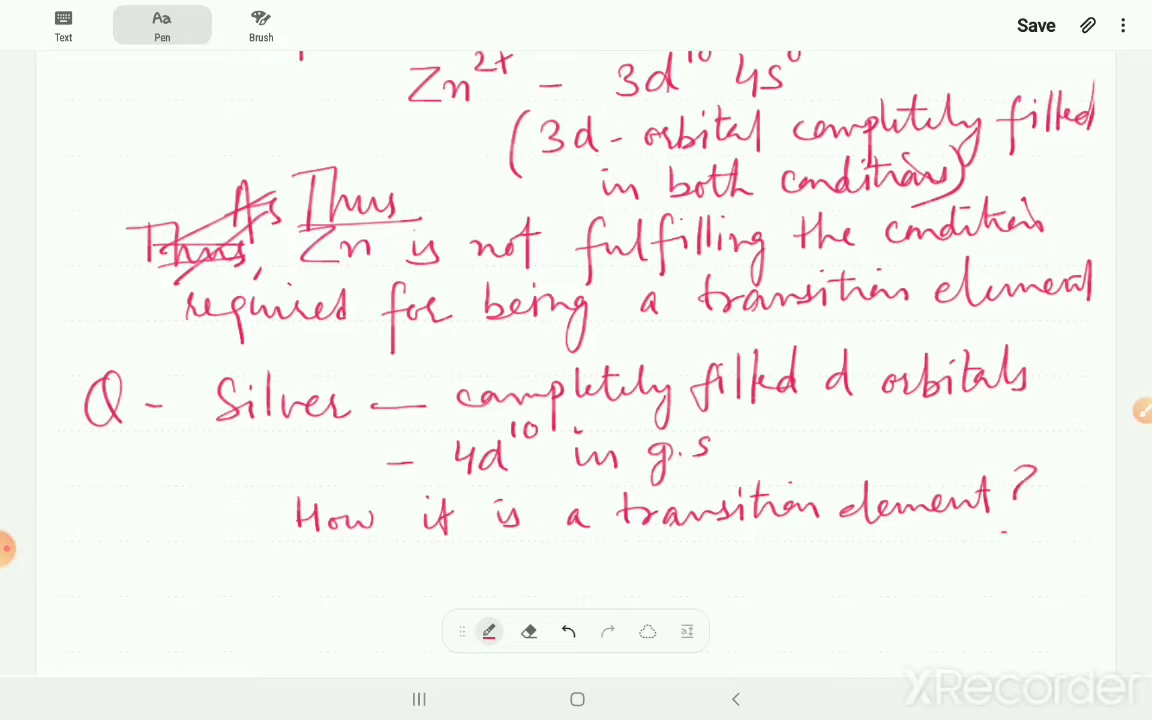 Text Pen Brush Save
Zn2+ - 3d10 4s0
(3d-orbital completely filled
in both conditions)
As Thus
Thus, Zn is not fulfilling the condition
required for being a transition element
Q - Silver — completely filled d orbitals
- 4d10 in g.s
How it is a transition element?
XRecorder